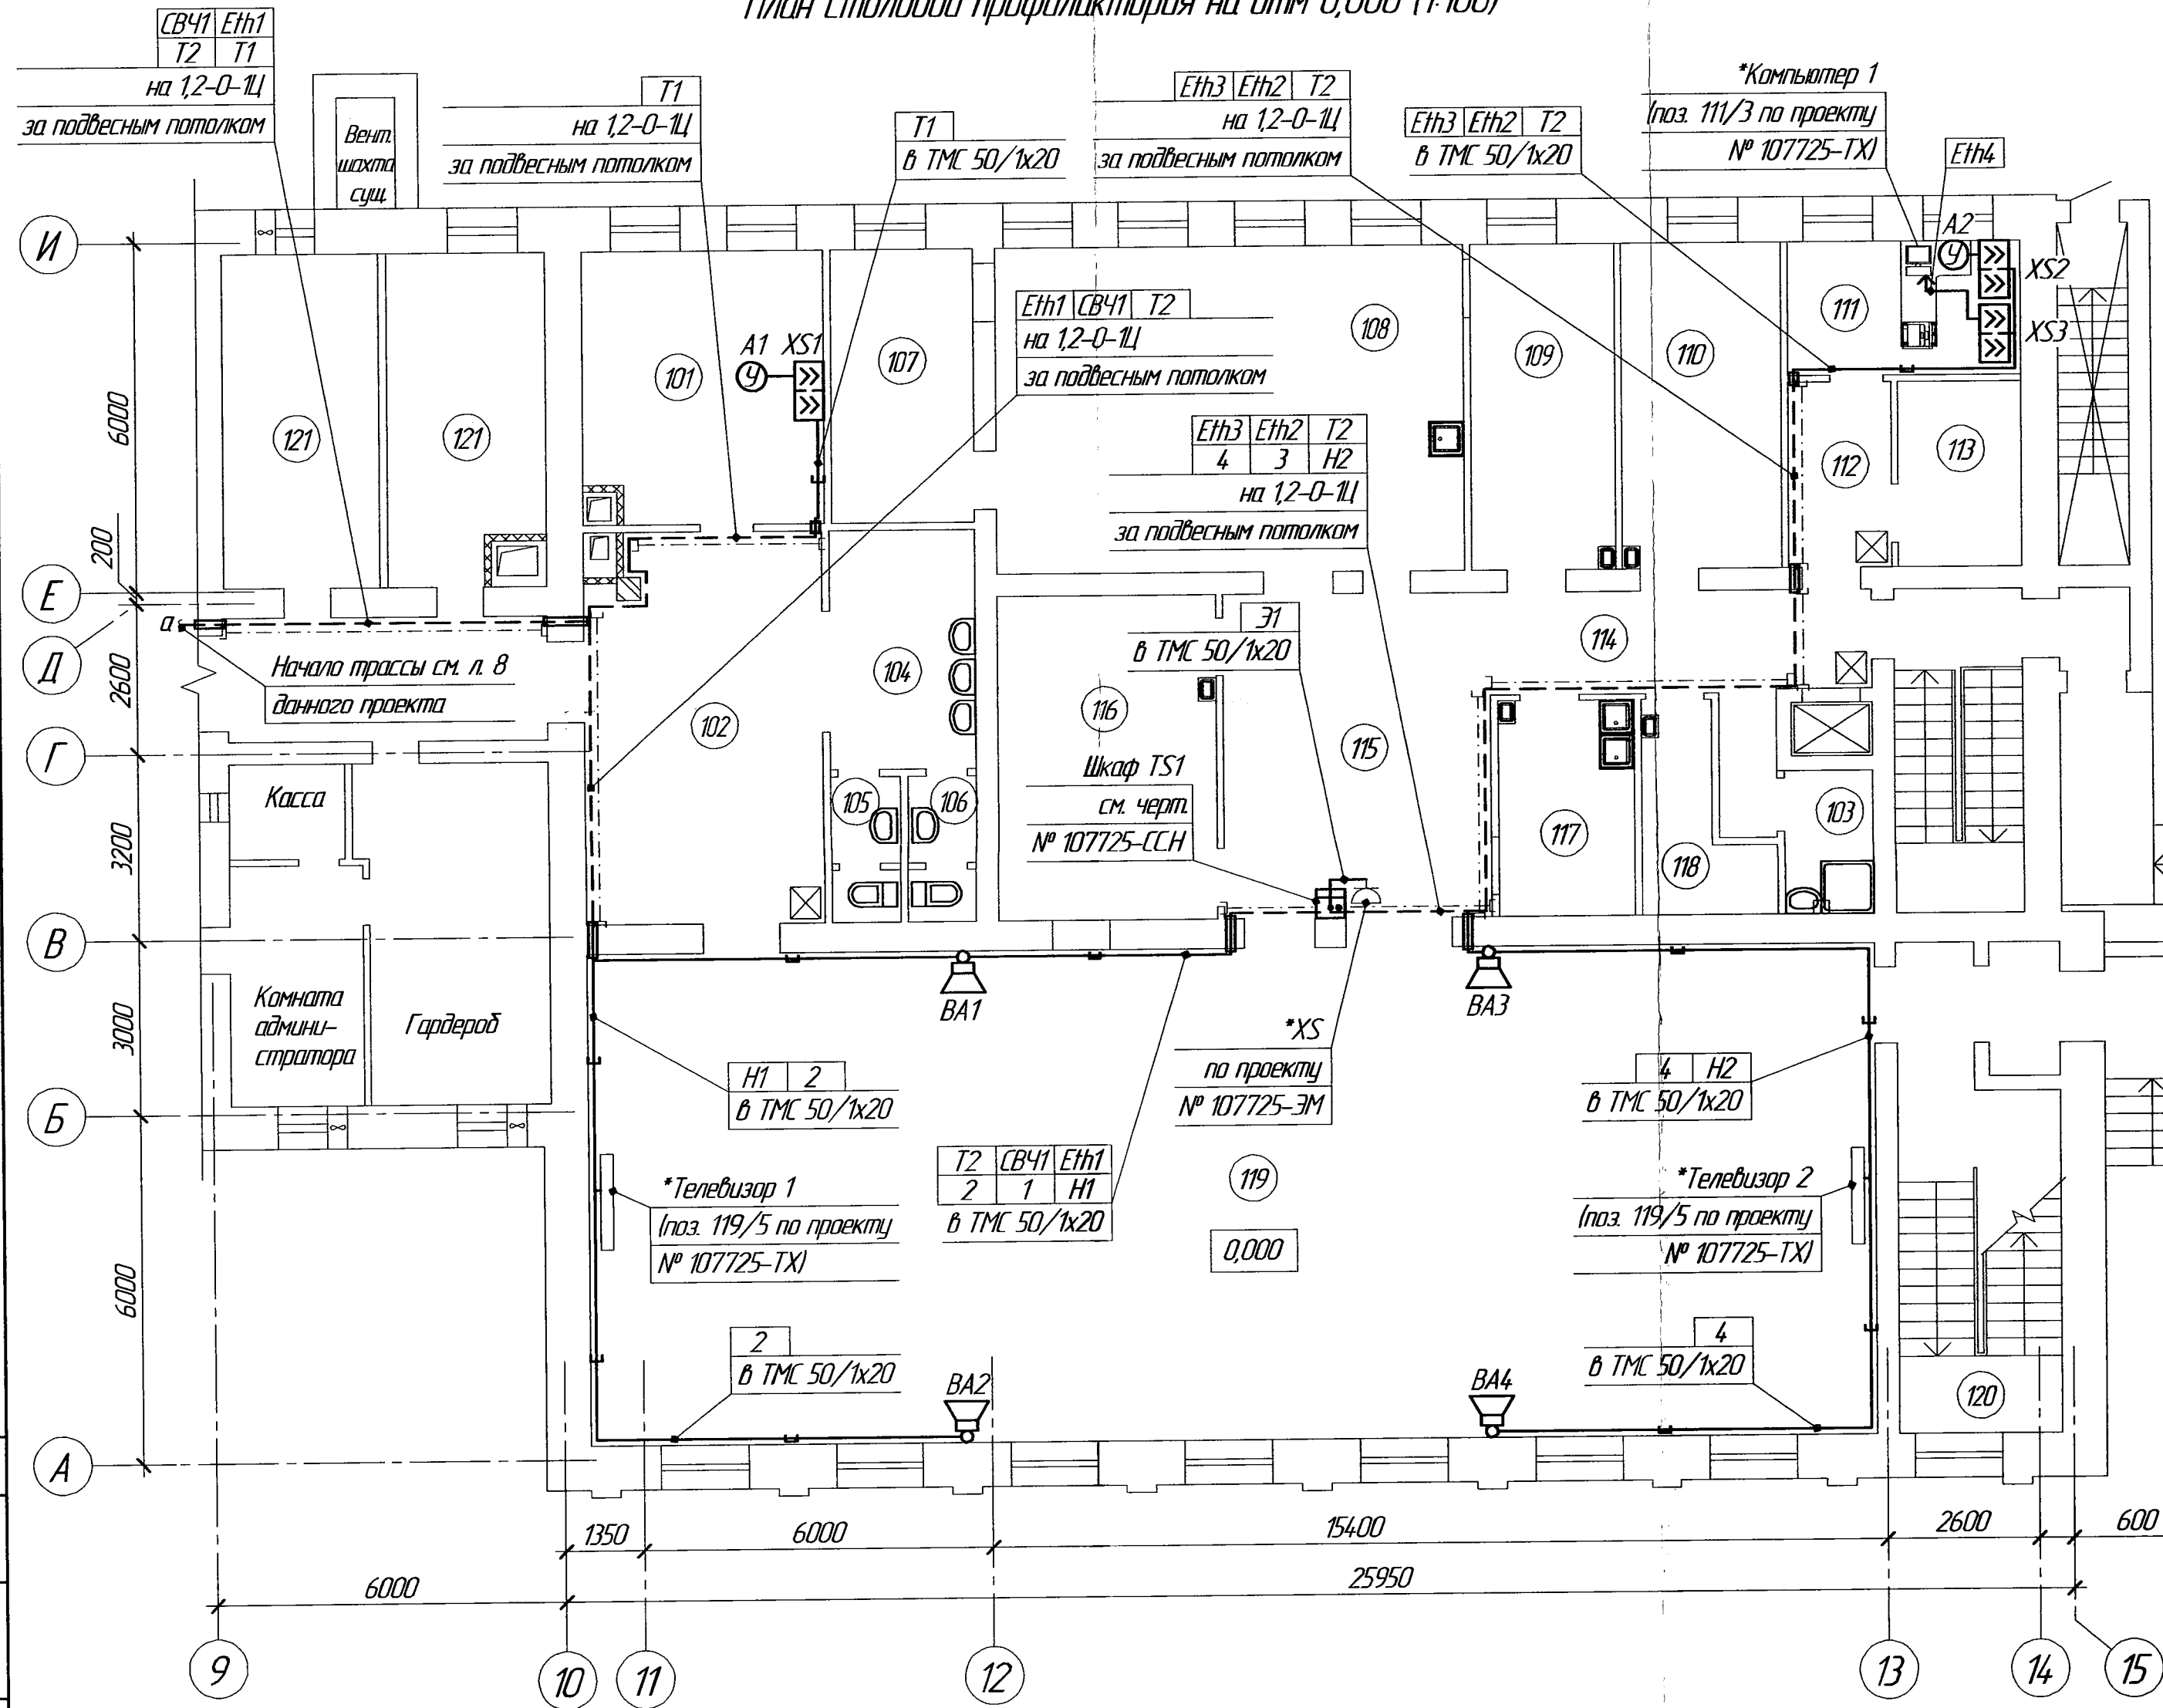 План столовой профилактория на отм 0,000 (1:100)
СВЧ1 Eth1
Т2 Т1
на 1,2-0-1Ц
за подвесным потолком
Вент.
шахта
сущ.
Т1
на 1,2-0-1Ц
за подвесным потолком
Т1
в ТМС 50/1х20
Eth3 Eth2 Т2
на 1,2-0-1Ц
за подвесным потолком
Eth3 Eth2 Т2
в ТМС 50/1х20
*Компьютер 1
(поз. 111/3 по проекту
№ 107725-ТХ)
Eth4
И
А2
У
XS2
XS3
111
Eth1 СВЧ1 Т2
на 1,2-0-1Ц
за подвесным потолком
108
109
110
А1 XS1
У
101
107
121
121
112
113
6000
Eth3 Eth2 Т2
4 3 Н2
на 1,2-0-1Ц
за подвесным потолком
200
Е
а
Д
Э1
в ТМС 50/1х20
114
Начало трассы см. л. 8
данного проекта
2600
104
102
116
115
Г
Шкаф TS1
см. черт.
№ 107725-ССН
Касса
105
106
117
118
103
3200
В
ВА1
ВА3
Комната
админи-
стратора
Гардероб
3000
*XS
по проекту
№ 107725-ЭМ
Н1 2
в ТМС 50/1х20
4 Н2
в ТМС 50/1х20
Б
Т2 СВЧ1 Eth1
2 1 Н1
в ТМС 50/1х20
119
0,000
*Телевизор 1
(поз. 119/5 по проекту
№ 107725-ТХ)
*Телевизор 2
(поз. 119/5 по проекту
№ 107725-ТХ)
6000
2
в ТМС 50/1х20
ВА2
ВА4
4
в ТМС 50/1х20
120
А
1350
6000
15400
2600
600
6000
25950
9
10
11
12
13
14
15